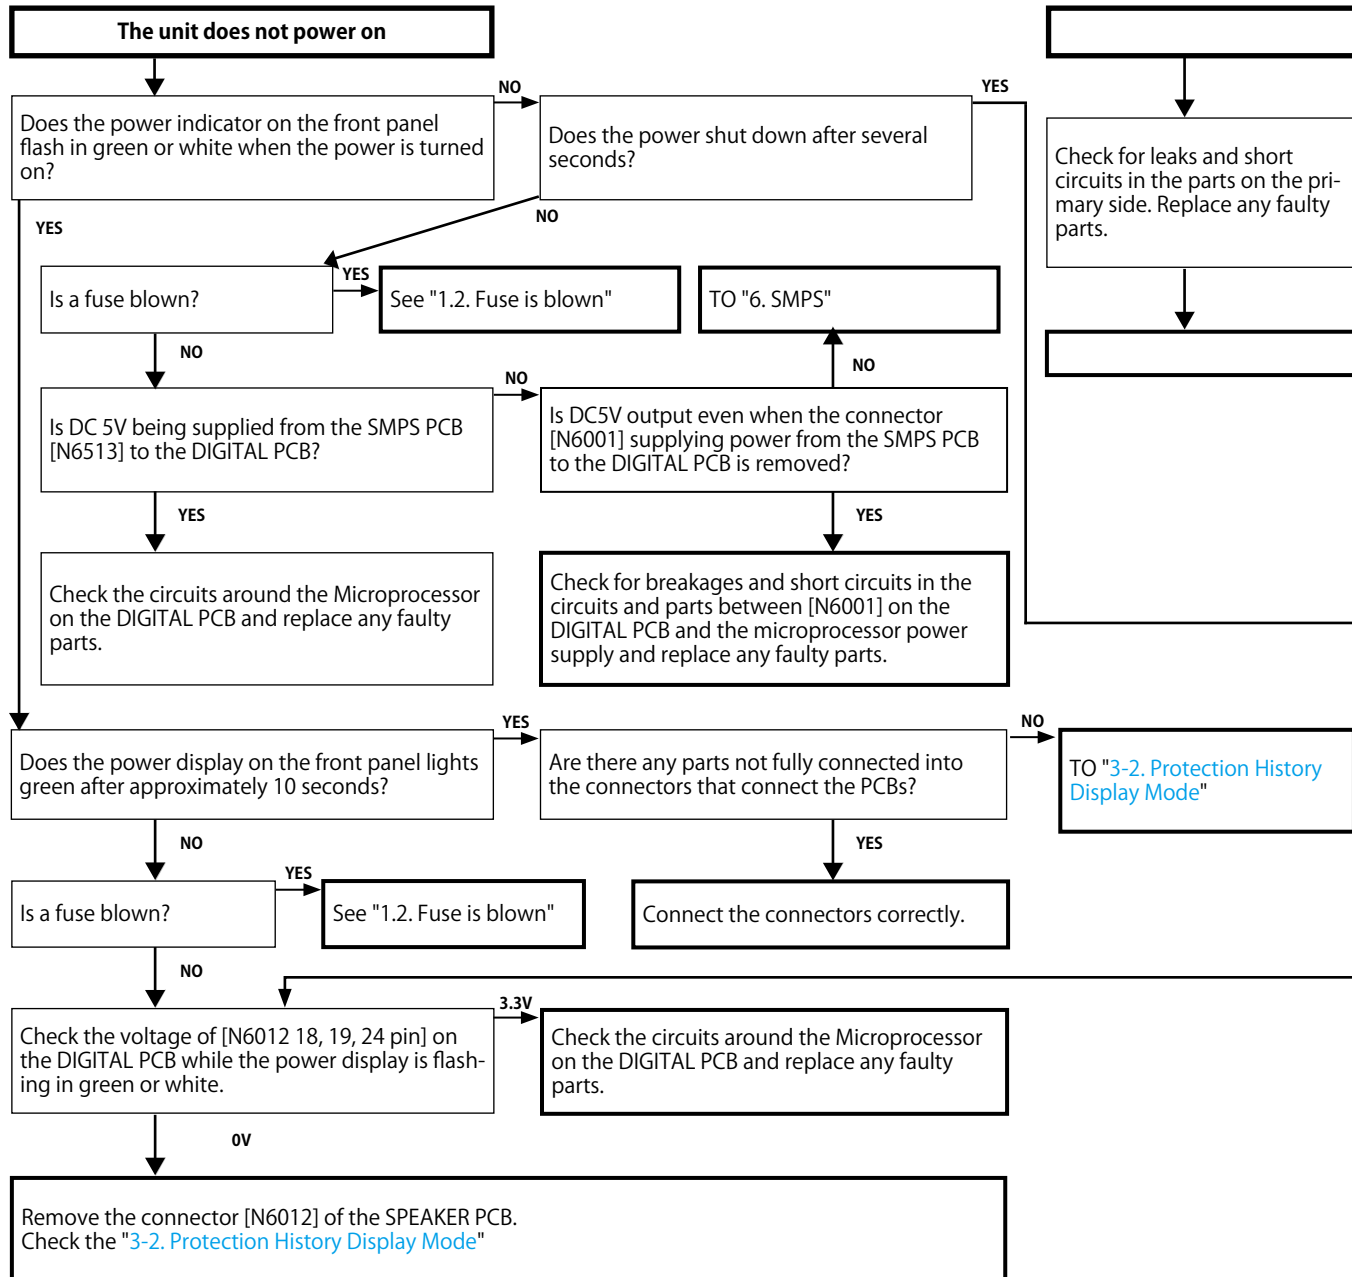 The unit does not power on
Does the power indicator on the front panel
flash in green or white when the power is turned
on?
NO
Does the power shut down after several
seconds?
YES
Check for leaks and short
circuits in the parts on the pri-
mary side. Replace any faulty
parts.
YES
NO
Is a fuse blown?
YES
See "1.2. Fuse is blown"
TO "6. SMPS"
NO
NO
Is DC 5V being supplied from the SMPS PCB
[N6513] to the DIGITAL PCB?
NO
Is DC5V output even when the connector
[N6001] supplying power from the SMPS PCB
to the DIGITAL PCB is removed?
YES
YES
Check the circuits around the Microprocessor
on the DIGITAL PCB and replace any faulty
parts.
Check for breakages and short circuits in the
circuits and parts between [N6001] on the
DIGITAL PCB and the microprocessor power
supply and replace any faulty parts.
Does the power display on the front panel lights
green after approximately 10 seconds?
YES
Are there any parts not fully connected into
the connectors that connect the PCBs?
NO
TO "3-2. Protection History
Display Mode"
NO
YES
Is a fuse blown?
YES
See "1.2. Fuse is blown"
Connect the connectors correctly.
NO
Check the voltage of [N6012 18, 19, 24 pin] on
the DIGITAL PCB while the power display is flash-
ing in green or white.
3.3V
Check the circuits around the Microprocessor
on the DIGITAL PCB and replace any faulty
parts.
0V
Remove the connector [N6012] of the SPEAKER PCB.
Check the "3-2. Protection History Display Mode"